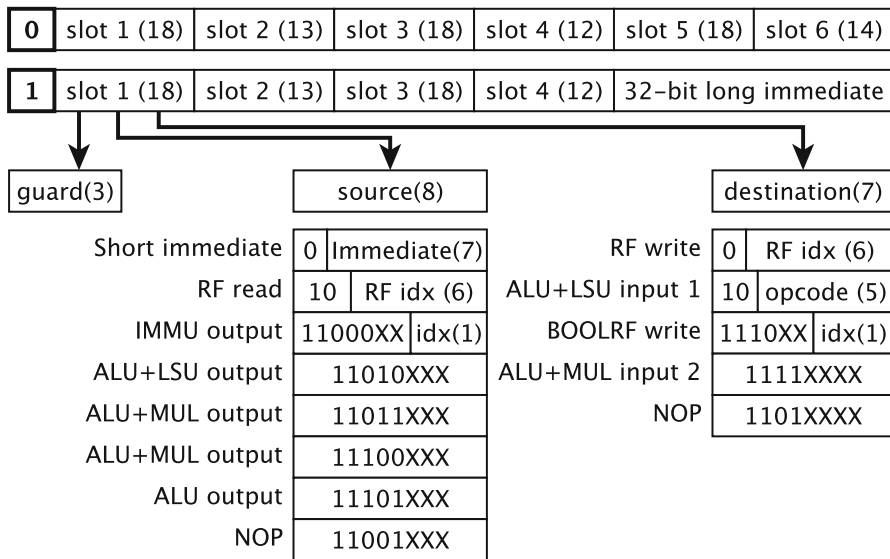 0 slot 1 (18) slot 2 (13) slot 3 (18) slot 4 (12) slot 5 (18) slot 6 (14)
1 slot 1 (18) slot 2 (13) slot 3 (18) slot 4 (12) 32-bit long immediate
guard(3) source(8) destination(7)
Short immediate 0 Immediate(7) RF write 0 RF idx (6)
RF read 10 RF idx (6) ALU+LSU input 1 10 opcode (5)
IMMU output 11000XX idx(1) BOOLRF write 1110XX idx(1)
ALU+LSU output 11010XXX ALU+MUL input 2 1111XXXX
ALU+MUL output 11011XXX NOP 1101XXXX
ALU+MUL output 11100XXX
ALU output 11101XXX
NOP 11001XXX